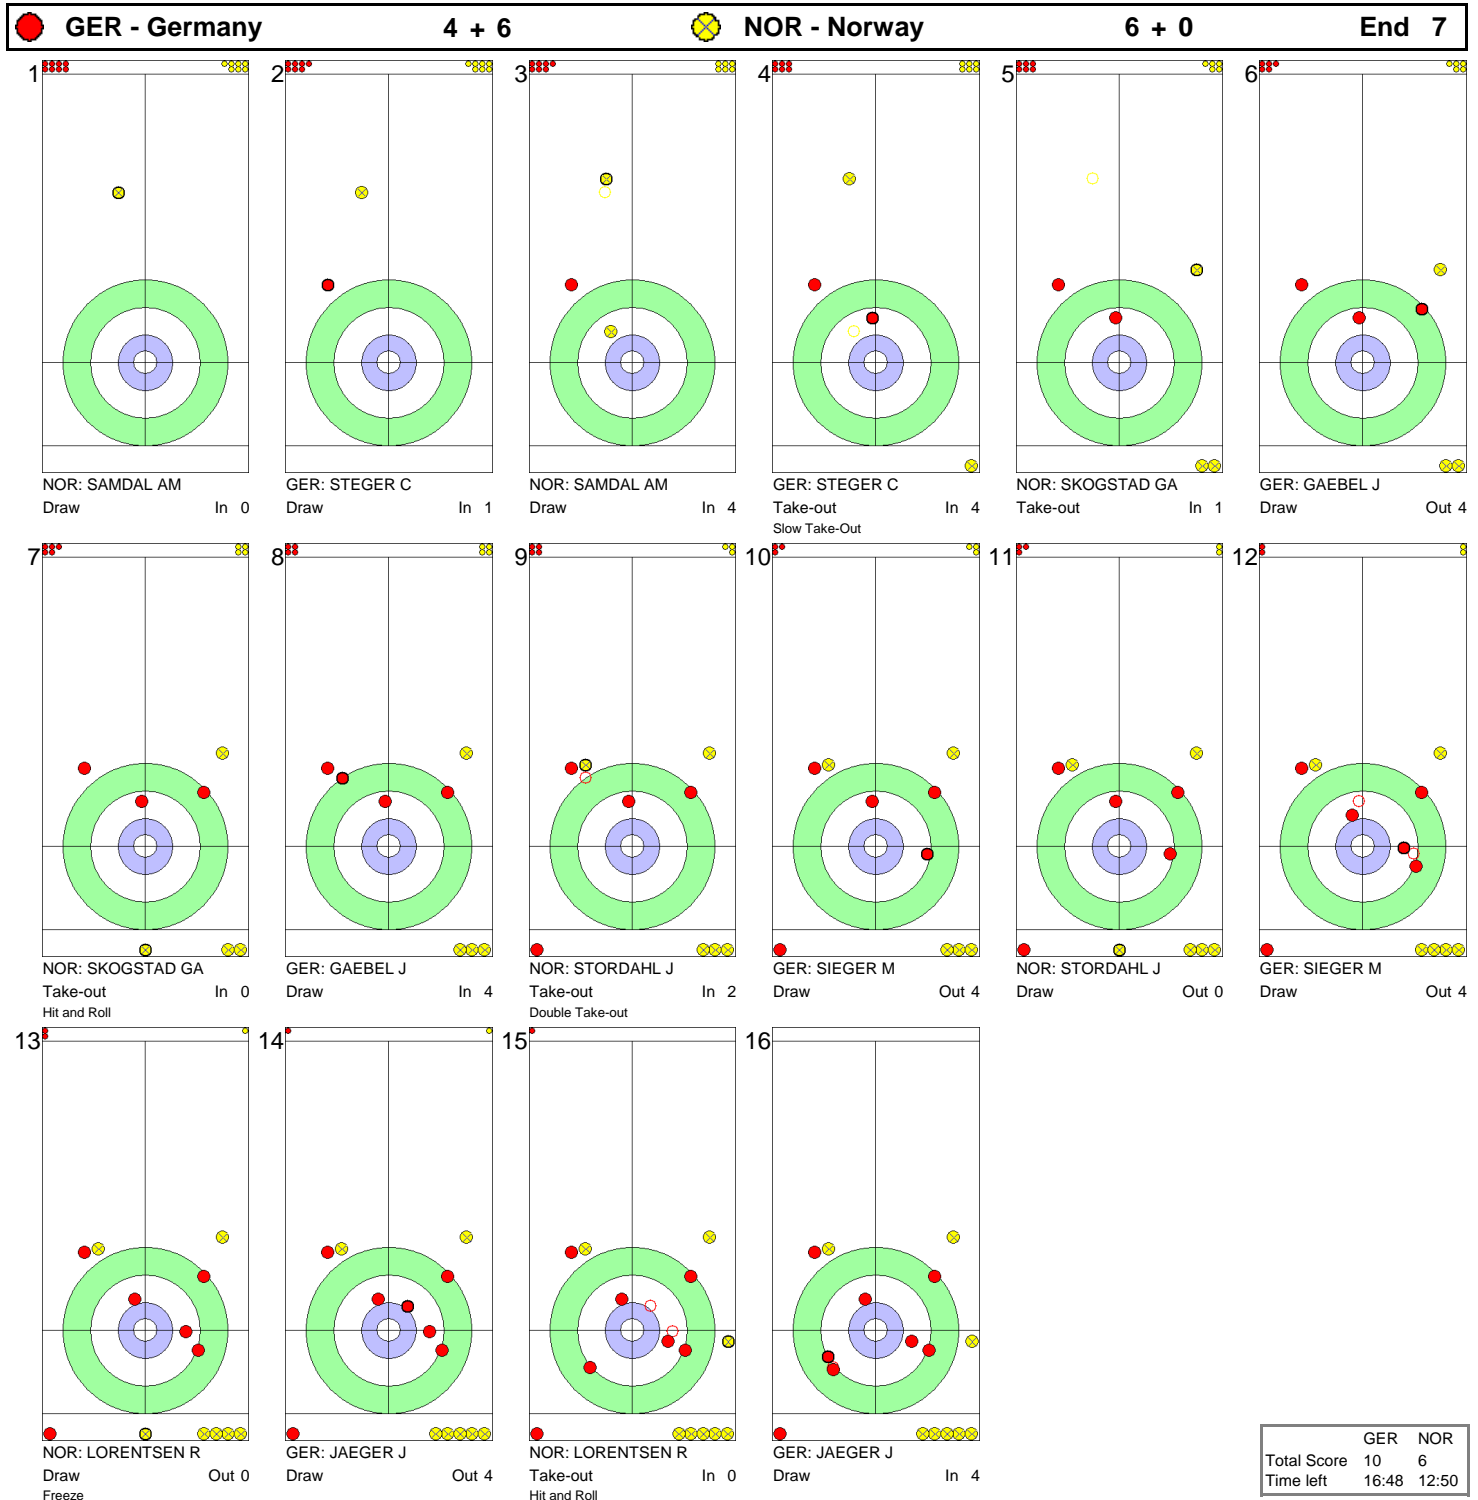 GER - Germany 4 + 6 NOR - Norway 6 + 0 End 7
1 2 3 4 5 6
NOR: SAMDAL AM GER: STEGER C NOR: SAMDAL AM GER: STEGER C NOR: SKOGSTAD GA GER: GAEBEL J
Draw In 0 Draw In 1 Draw In 4 Take-out In 4 Take-out In 1 Draw Out 4
Slow Take-Out
7 8 9 10 11 12
NOR: SKOGSTAD GA GER: GAEBEL J NOR: STORDAHL J GER: SIEGER M NOR: STORDAHL J GER: SIEGER M
Take-out In 0 Draw In 4 Take-out In 2 Draw Out 4 Draw Out 0 Draw Out 4
Hit and Roll Double Take-out
13 14 15 16
NOR: LORENTSEN R GER: JAEGER J NOR: LORENTSEN R GER: JAEGER J
Draw Out 0 Draw Out 4 Take-out In 0 Draw In 4
Freeze Hit and Roll
GER NOR
Total Score 10 6
Time left 16:48 12:50